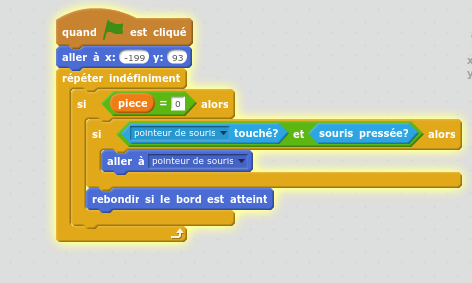 quand est cliqué
aller à x: -199 y: 93
répéter indéfiniment
si piece = 0 alors
si pointeur de souris touché? et souris pressée? alors
aller à pointeur de souris
rebondir si le bord est atteint
x
y